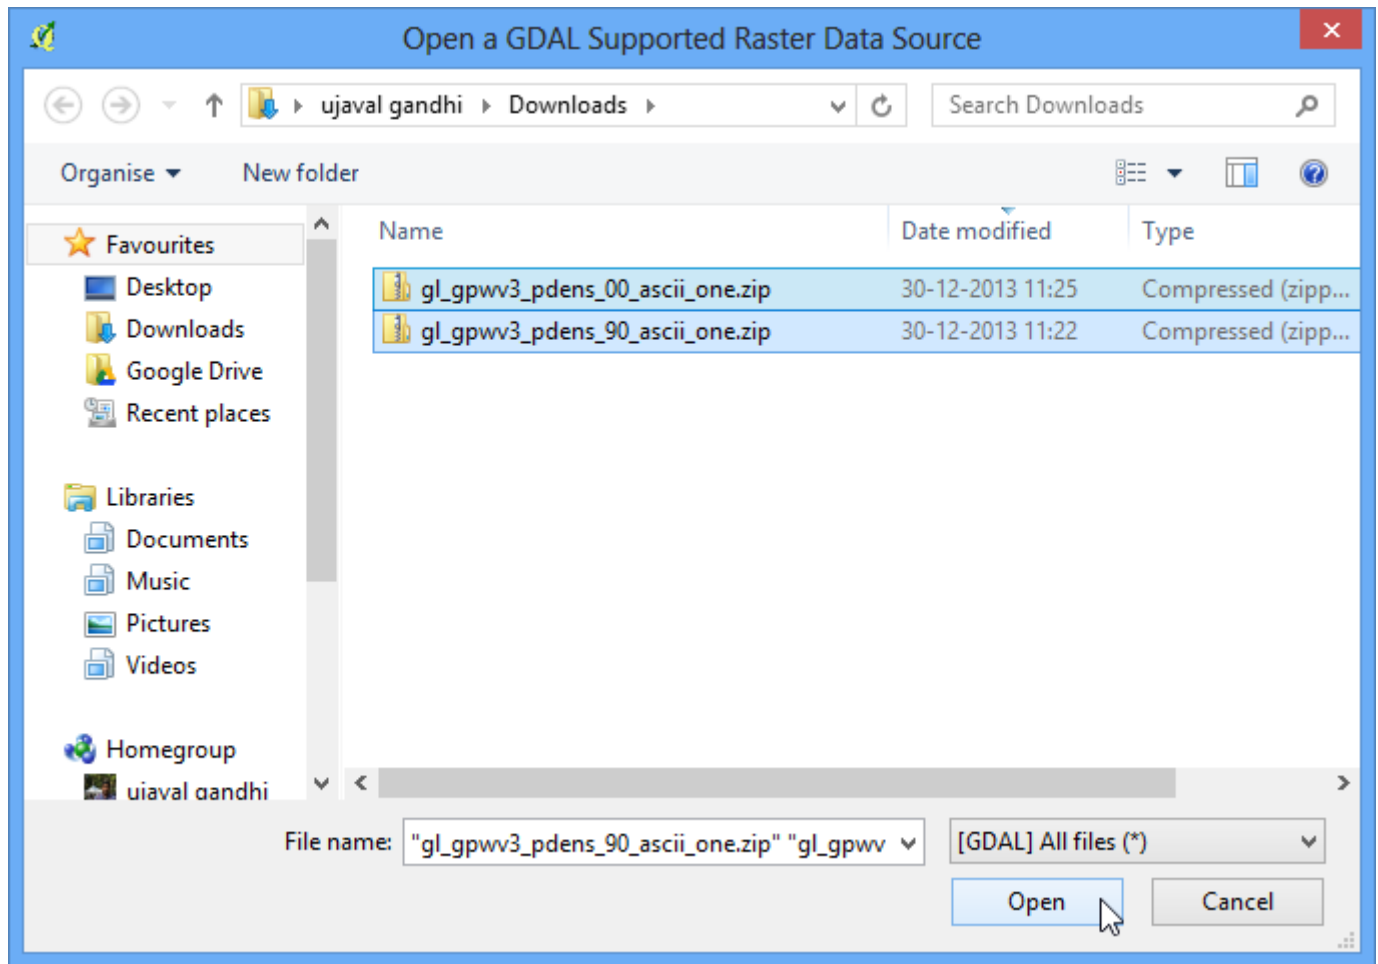 Open a GDAL Supported Raster Data Source
ujaval gandhi Downloads
Search Downloads
Organise New folder
Name Date modified Type
Favourites
Desktop
Downloads
Google Drive
Recent places
Libraries
Documents
Music
Pictures
Videos
Homegroup
ujaval gandhi
gl_gpwv3_pdens_00_ascii_one.zip 30-12-2013 11:25 Compressed (zipp...
gl_gpwv3_pdens_90_ascii_one.zip 30-12-2013 11:22 Compressed (zipp...
File name: "gl_gpwv3_pdens_90_ascii_one.zip" "gl_gpwv [GDAL] All files (*)
Open Cancel